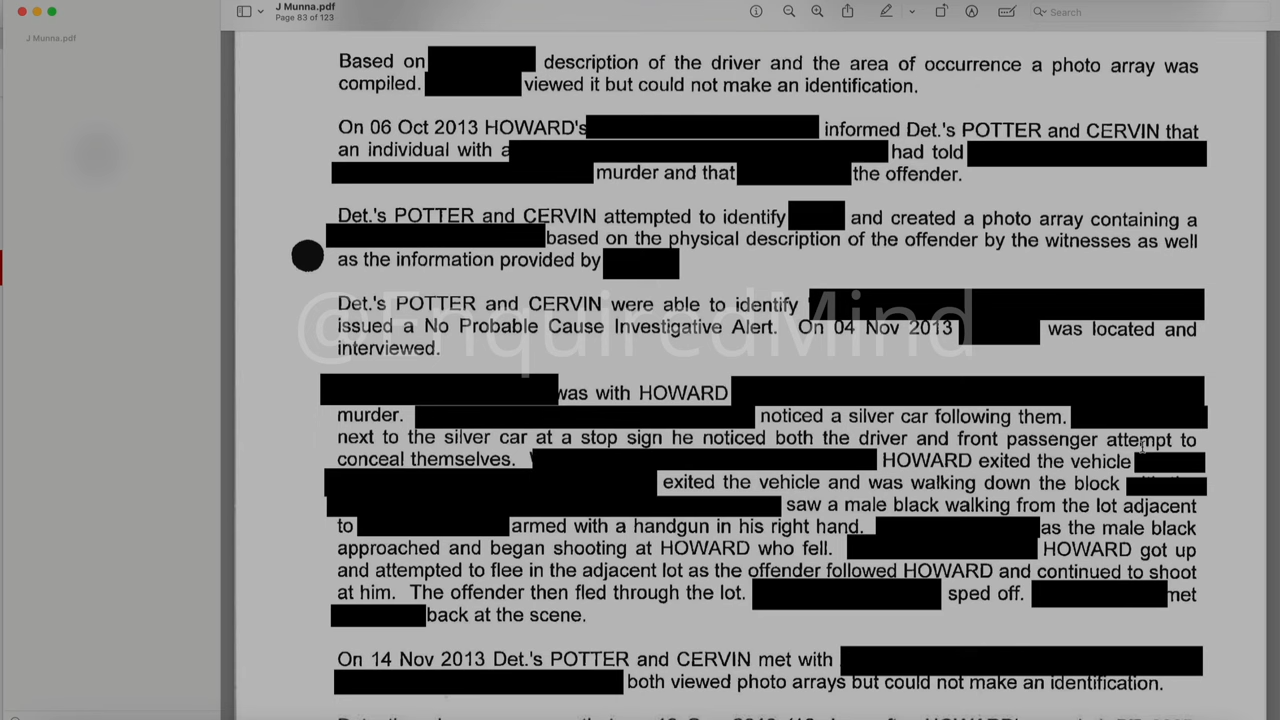 J Munna.pdf
Page 83 of 123
Search
J Munna.pdf
Based on description of the driver and the area of occurrence a photo array was
compiled. viewed it but could not make an identification.
On 06 Oct 2013 HOWARD's informed Det.'s POTTER and CERVIN that
an individual with a had told
murder and that the offender.
Det.'s POTTER and CERVIN attempted to identify and created a photo array containing a
based on the physical description of the offender by the witnesses as well
as the information provided by
Det.'s POTTER and CERVIN were able to identify
issued a No Probable Cause Investigative Alert. On 04 Nov 2013 was located and
interviewed.
@EnquiredMind
was with HOWARD
murder. noticed a silver car following them.
next to the silver car at a stop sign he noticed both the driver and front passenger attempt to
conceal themselves. HOWARD exited the vehicle
exited the vehicle and was walking down the block
saw a male black walking from the lot adjacent
to armed with a handgun in his right hand. as the male black
approached and began shooting at HOWARD who fell. HOWARD got up
and attempted to flee in the adjacent lot as the offender followed HOWARD and continued to shoot
at him. The offender then fled through the lot. sped off. met
back at the scene.
On 14 Nov 2013 Det.'s POTTER and CERVIN met with
both viewed photo arrays but could not make an identification.